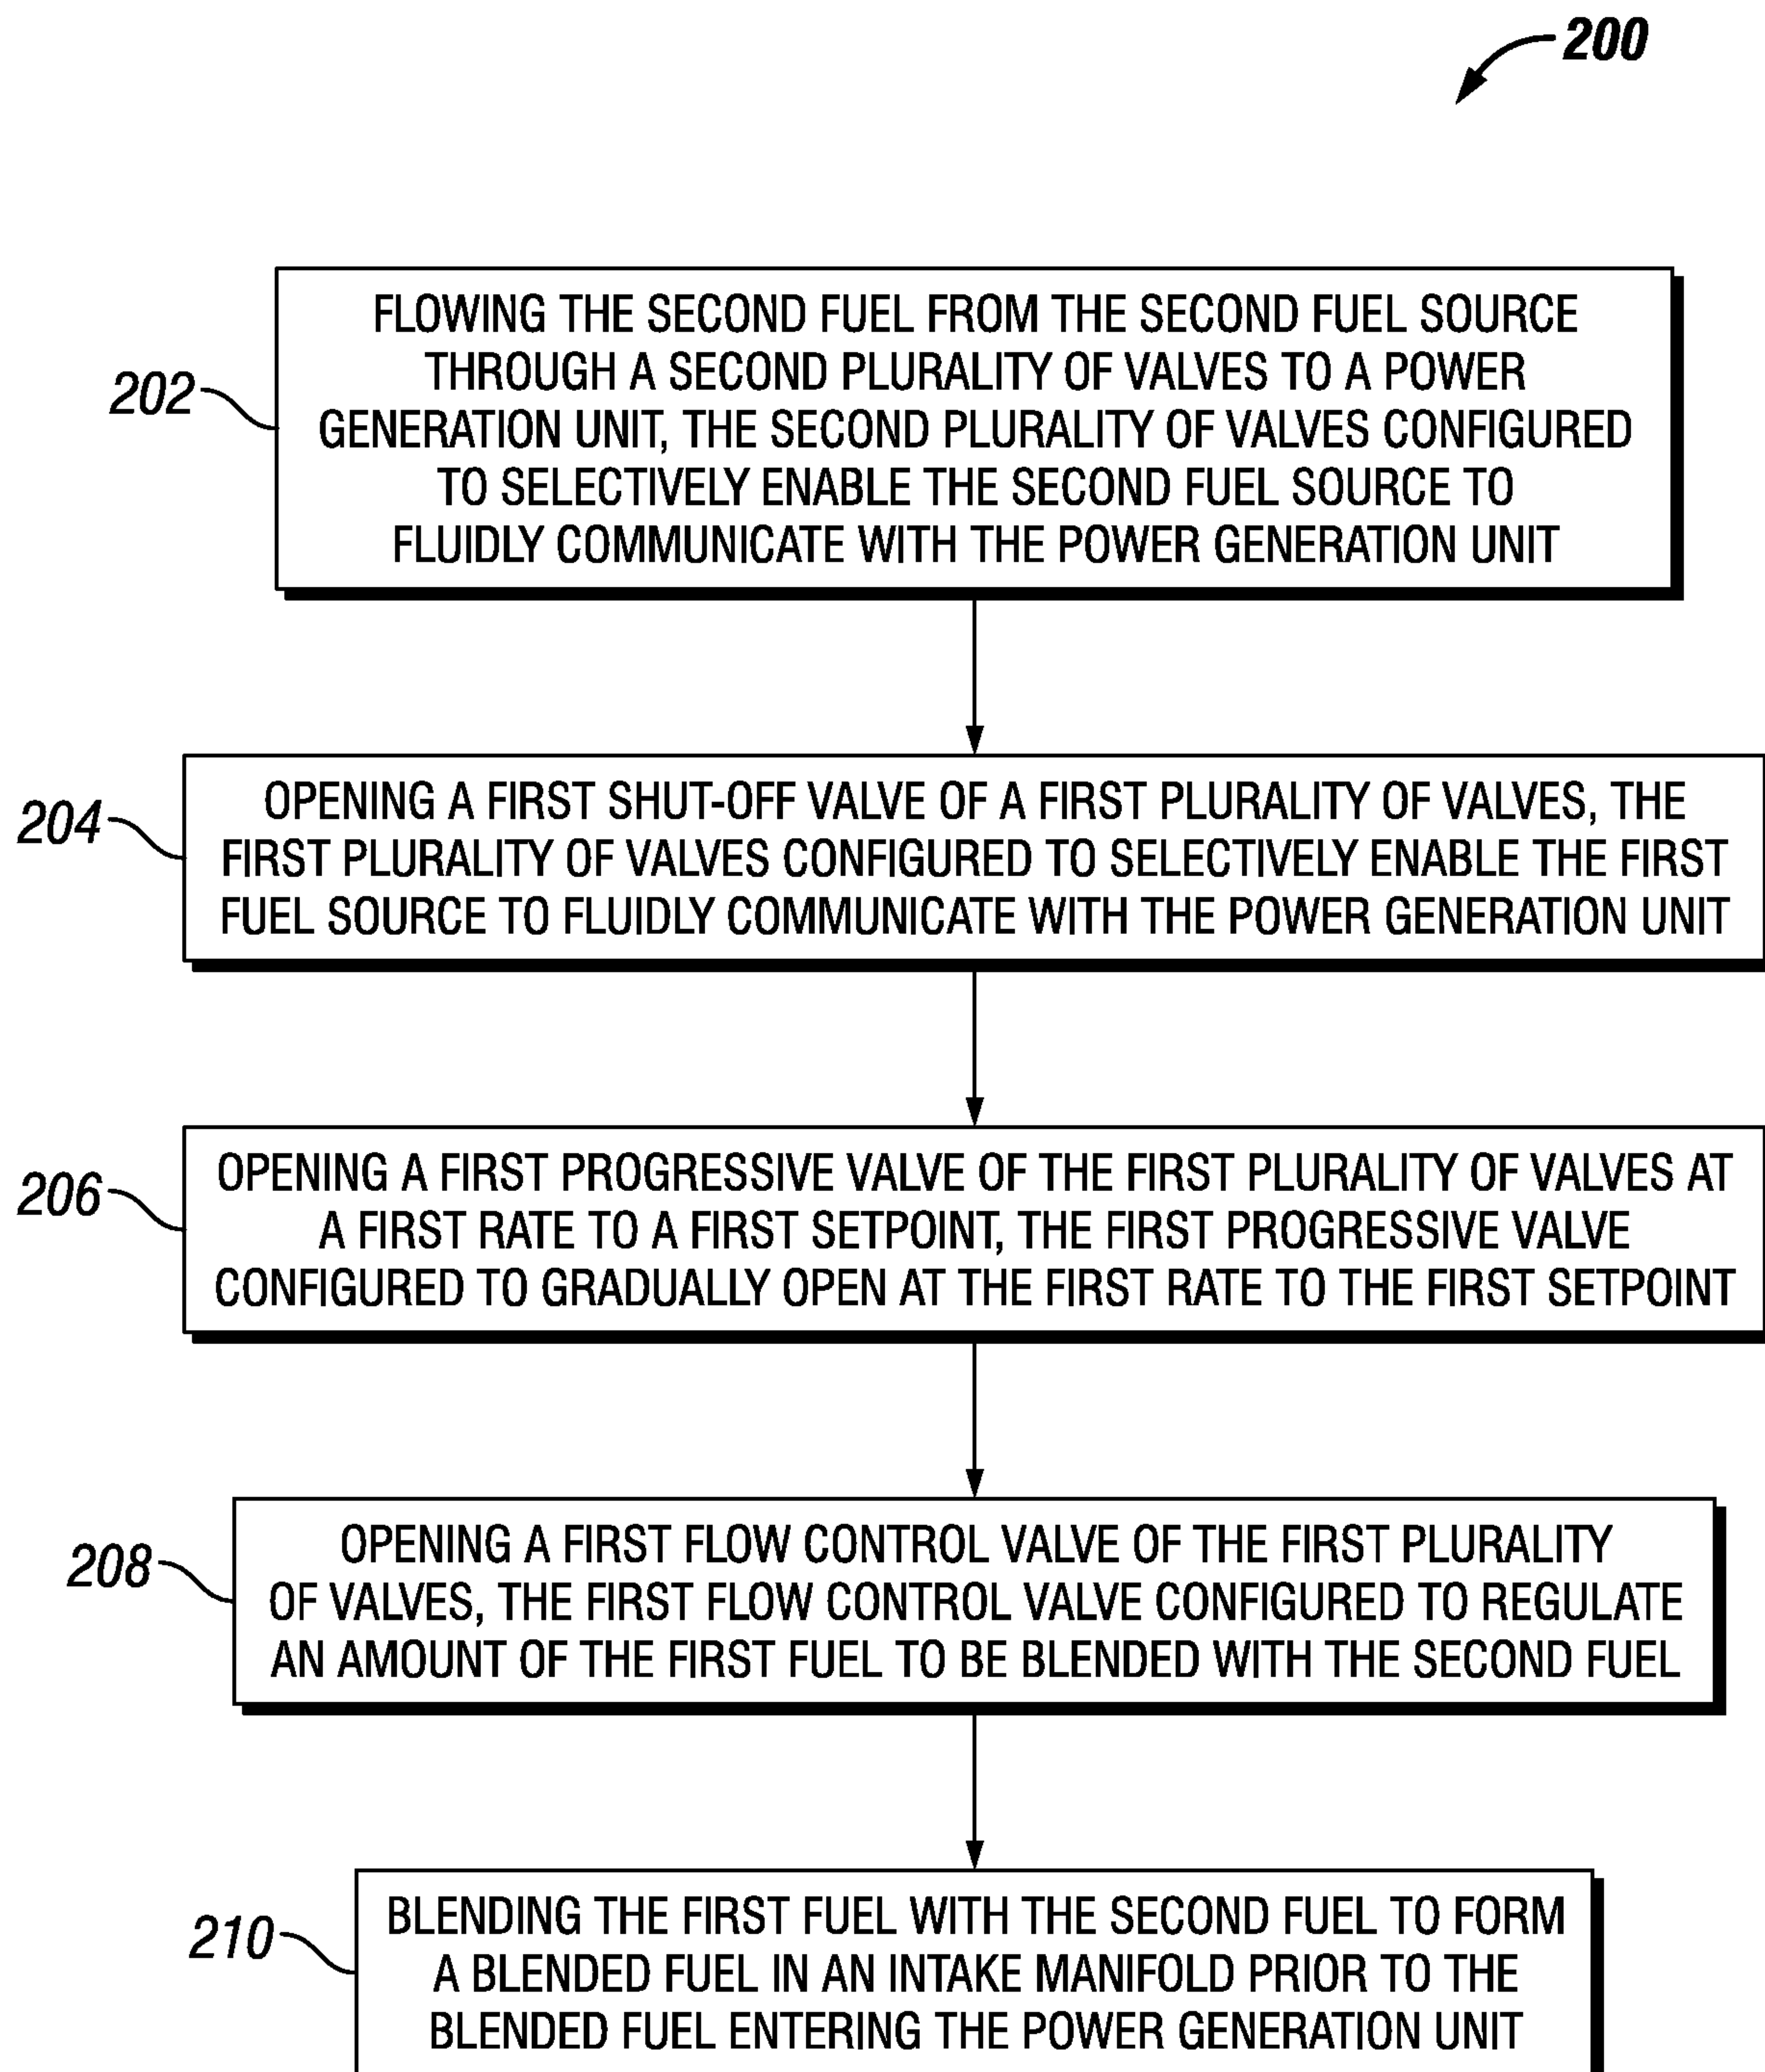 200
202
FLOWING THE SECOND FUEL FROM THE SECOND FUEL SOURCE
THROUGH A SECOND PLURALITY OF VALVES TO A POWER
GENERATION UNIT, THE SECOND PLURALITY OF VALVES CONFIGURED
TO SELECTIVELY ENABLE THE SECOND FUEL SOURCE TO
FLUIDLY COMMUNICATE WITH THE POWER GENERATION UNIT
204
OPENING A FIRST SHUT-OFF VALVE OF A FIRST PLURALITY OF VALVES, THE
FIRST PLURALITY OF VALVES CONFIGURED TO SELECTIVELY ENABLE THE FIRST
FUEL SOURCE TO FLUIDLY COMMUNICATE WITH THE POWER GENERATION UNIT
206
OPENING A FIRST PROGRESSIVE VALVE OF THE FIRST PLURALITY OF VALVES AT
A FIRST RATE TO A FIRST SETPOINT, THE FIRST PROGRESSIVE VALVE
CONFIGURED TO GRADUALLY OPEN AT THE FIRST RATE TO THE FIRST SETPOINT
208
OPENING A FIRST FLOW CONTROL VALVE OF THE FIRST PLURALITY
OF VALVES, THE FIRST FLOW CONTROL VALVE CONFIGURED TO REGULATE
AN AMOUNT OF THE FIRST FUEL TO BE BLENDED WITH THE SECOND FUEL
210
BLENDING THE FIRST FUEL WITH THE SECOND FUEL TO FORM
A BLENDED FUEL IN AN INTAKE MANIFOLD PRIOR TO THE
BLENDED FUEL ENTERING THE POWER GENERATION UNIT